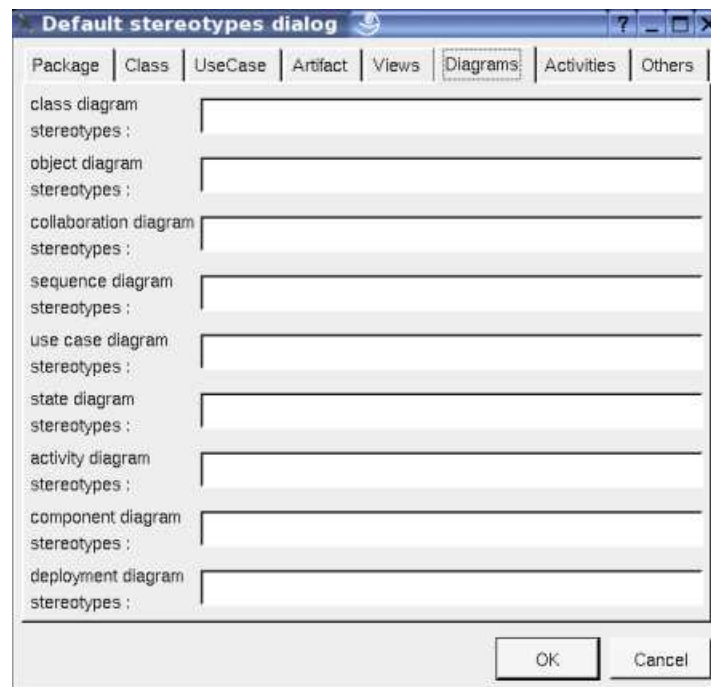 Default stereotypes dialog ? _
Package Class UseCase Artifact Views Diagrams Activities Others
class diagram
stereotypes :
object diagram
stereotypes :
collaboration diagram
stereotypes :
sequence diagram
stereotypes :
use case diagram
stereotypes :
state diagram
stereotypes :
activity diagram
stereotypes :
component diagram
stereotypes :
deployment diagram
stereotypes :
OK Cancel